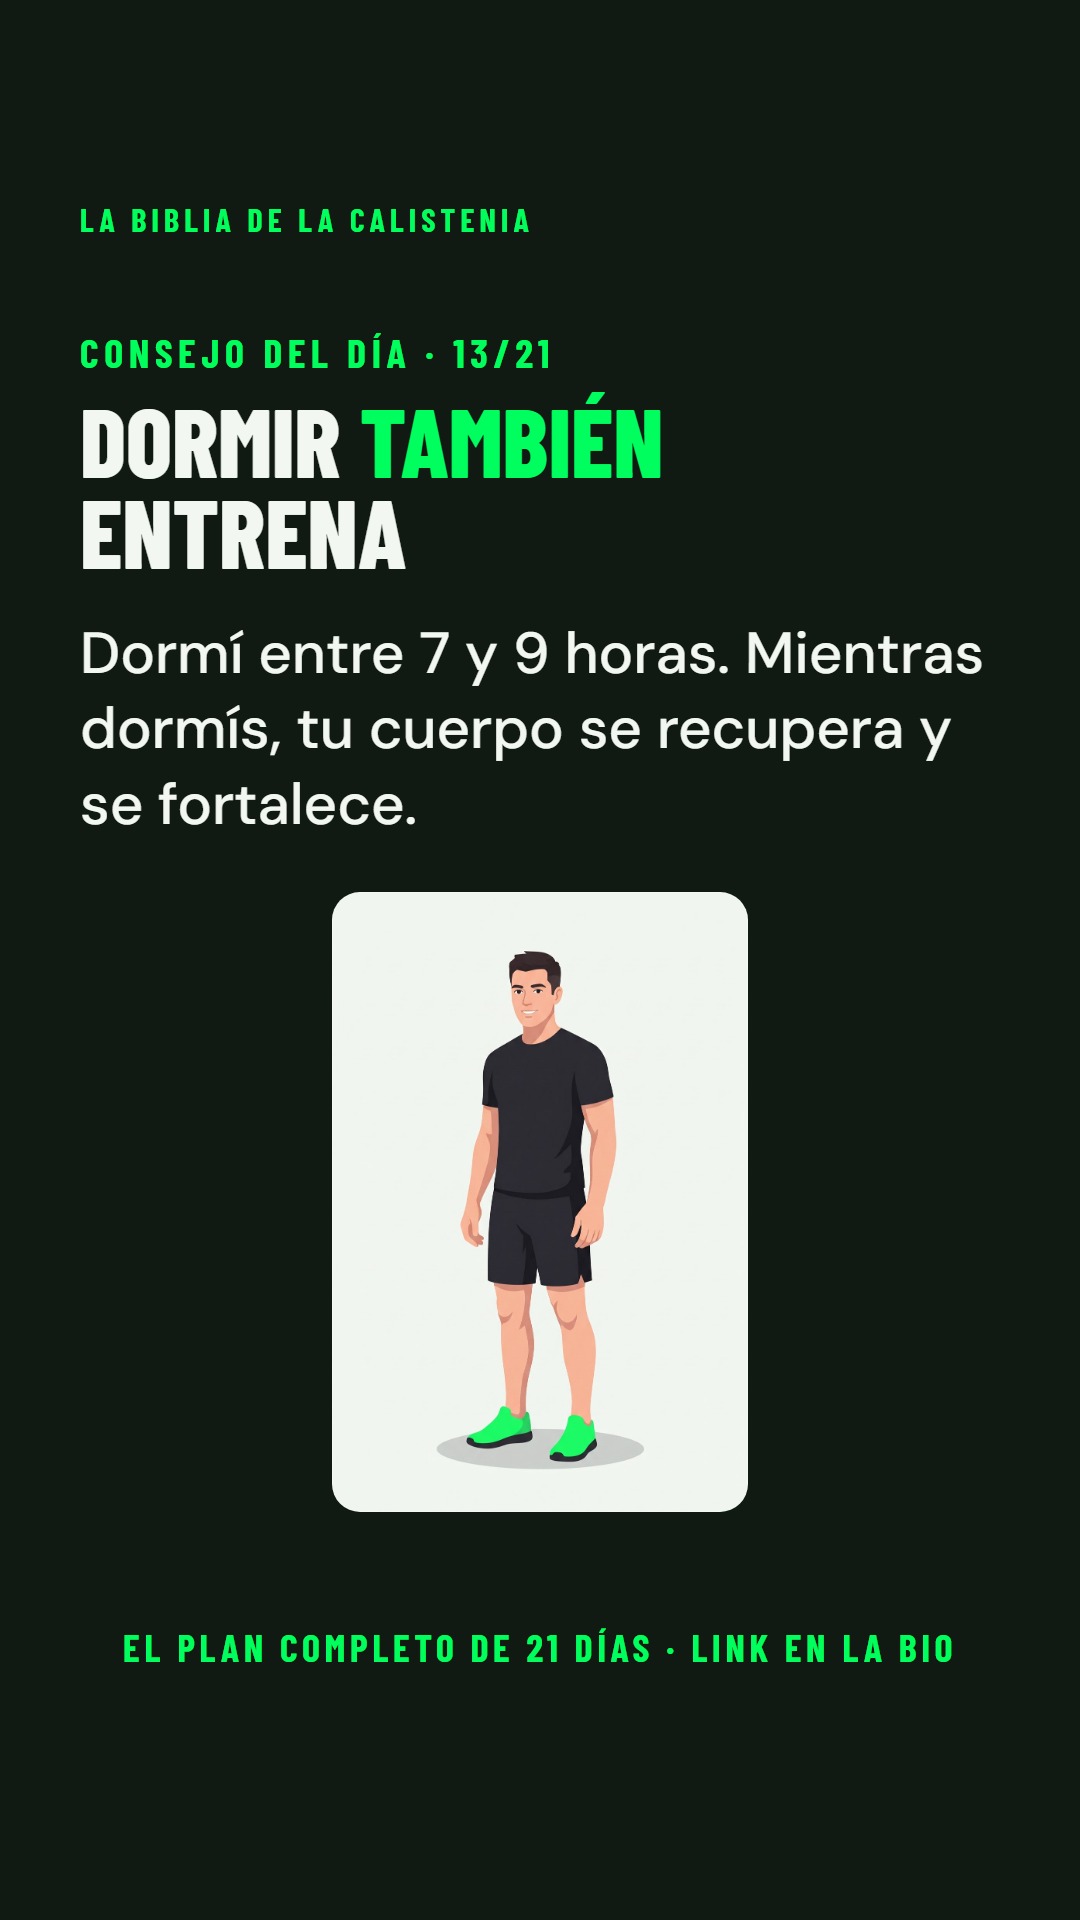 LA BIBLIA DE LA CALISTENIA
CONSEJO DEL DÍA · 13/21
DORMIR TAMBIÉN
ENTRENA
Dormí entre 7 y 9 horas. Mientras
dormís, tu cuerpo se recupera y
se fortalece.
EL PLAN COMPLETO DE 21 DÍAS · LINK EN LA BIO